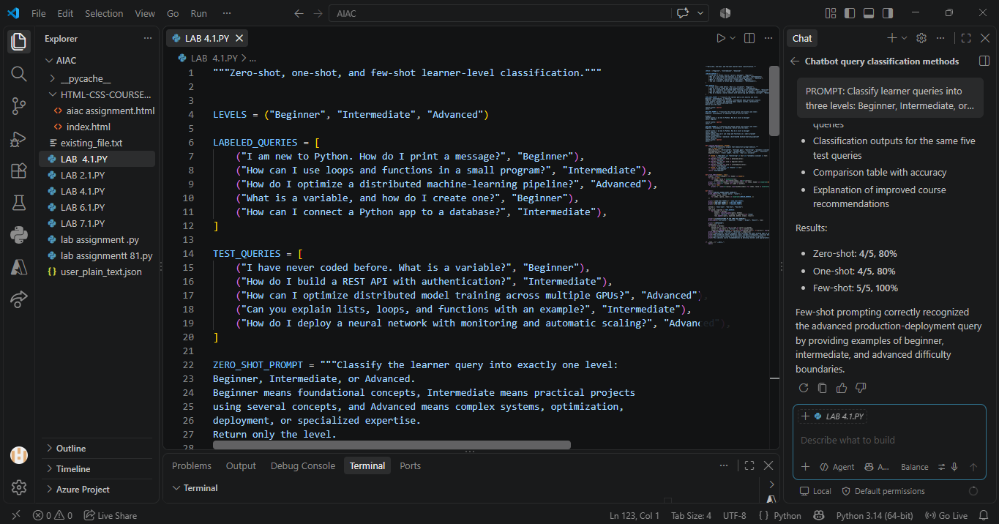 File Edit Selection View Go Run ···
AIAC
Explorer ···
AIAC
__pycache__
HTML-CSS-COURSE...
aiac assignment.html
index.html
existing_file.txt
LAB  4.1.PY
LAB 2.1.PY
LAB 4.1.PY
LAB 6.1.PY
LAB 7.1.PY
lab assignment .py
lab assignmentt 81.py
user_plain_text.json
Outline
Timeline
Azure Project
LAB 4.1.PY
LAB  4.1.PY > ...
1 """Zero-shot, one-shot, and few-shot learner-level classification."""
2
3
4 LEVELS = ("Beginner", "Intermediate", "Advanced")
5
6 LABELED_QUERIES = [
7     ("I am new to Python. How do I print a message?", "Beginner"),
8     ("How can I use loops and functions in a small program?", "Intermediate"),
9     ("How do I optimize a distributed machine-learning pipeline?", "Advanced"),
10     ("What is a variable, and how do I create one?", "Beginner"),
11     ("How can I connect a Python app to a database?", "Intermediate"),
12 ]
13
14 TEST_QUERIES = [
15     ("I have never coded before. What is a variable?", "Beginner"),
16     ("How do I build a REST API with authentication?", "Intermediate"),
17     ("How can I optimize distributed model training across multiple GPUs?", "Advanced"),
18     ("Can you explain lists, loops, and functions with an example?", "Intermediate"),
19     ("How do I deploy a neural network with monitoring and automatic scaling?", "Advanced"),
20 ]
21
22 ZERO_SHOT_PROMPT = """Classify the learner query into exactly one level:
23 Beginner, Intermediate, or Advanced.
24 Beginner means foundational concepts, Intermediate means practical projects
25 using several concepts, and Advanced means complex systems, optimization,
26 deployment, or specialized expertise.
27 Return only the level.
28
Problems Output Debug Console Terminal Ports
Terminal
Chat
Chatbot query classification methods
PROMPT: Classify learner queries into
three levels: Beginner, Intermediate, or...
queries
• Classification outputs for the same five
test queries
• Comparison table with accuracy
• Explanation of improved course
recommendations
Results:
• Zero-shot: 4/5, 80%
• One-shot: 4/5, 80%
• Few-shot: 5/5, 100%
Few-shot prompting correctly recognized
the advanced production-deployment query
by providing examples of beginner,
intermediate, and advanced difficulty
boundaries.
LAB 4.1.PY
Describe what to build
Agent A... Balance
Local Default permissions
0 0 Live Share
Ln 123, Col 1 Tab Size: 4 UTF-8 {} Python Python 3.14 (64-bit) Go Live